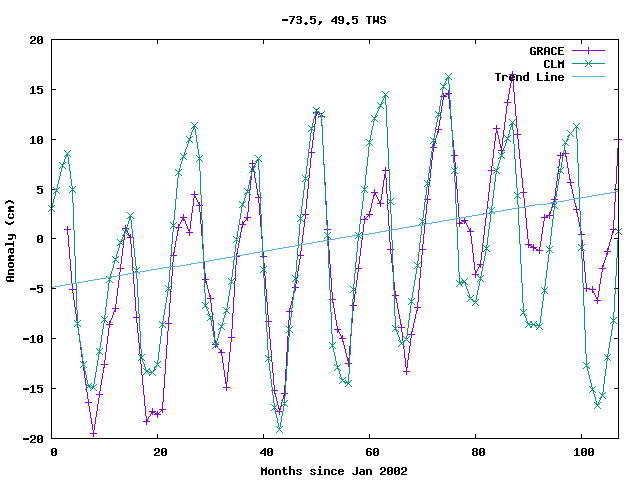 -73.5, 49.5 TWS
GRACE
CLM
Trend Line
20
15
10
5
0
-5
-10
-15
-20
Anomaly (cm)
0 20 40 60 80 100
Months since Jan 2002